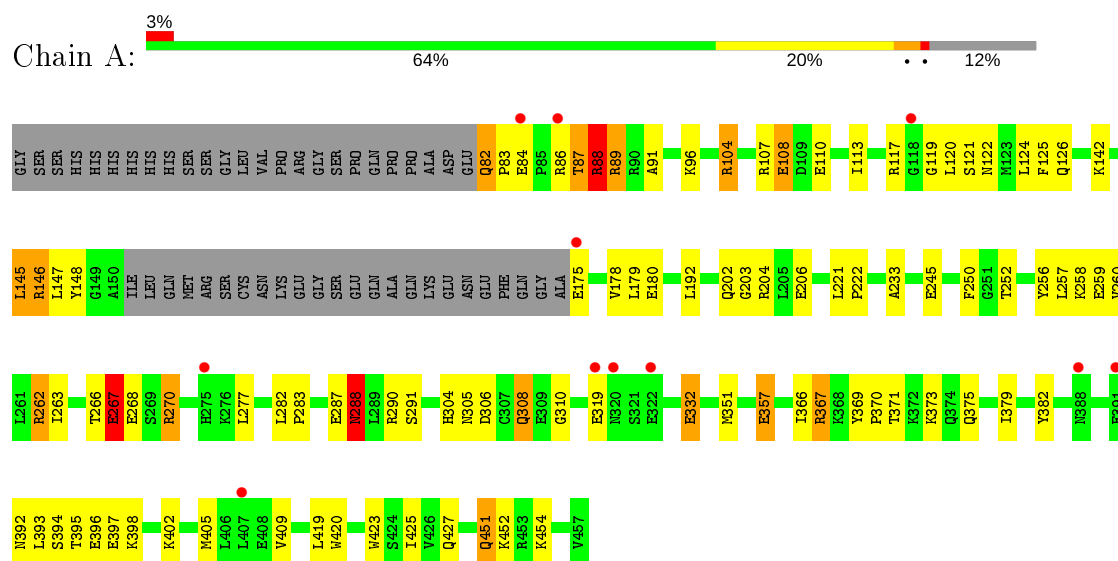 3%
Chain A:
64% 20% • • 12%
GLY SER SER HIS HIS HIS HIS HIS HIS HIS HIS SER SER GLY LEU VAL PRO ARG GLY SER PRO GLN PRO PRO ALA ASP GLU Q82 P83 E84 P85 R86 T87 R88 R89 R90 A91 K96 R104 R107 E108 D109 E110 I113 R117 G118 G119 L120 S121 N122 M123 L124 F125 Q126 K142
L145 R146 L147 Y148 G149 A150 ILE LEU GLN MET ARG SER CYS ASN LYS GLU GLY SER GLU GLN ALA GLN LYS GLU ASN GLU PHE GLN GLY ALA E175 V178 L179 E180 L192 Q202 G203 R204 L205 E206 L221 P222 A233 E245 F250 G251 T252 Y256 L257 K258 E259 V260
L261 R262 I263 T266 E267 E268 S269 R270 H275 K276 L277 L282 P283 E287 N288 L289 R290 S291 H304 N305 D306 C307 Q308 E309 G310 E319 N320 S321 E322 E332 M351 E357 I366 R367 K368 Y369 P370 T371 K372 K373 Q374 Q375 I379 Y382 N388 E391
N392 L393 S394 T395 E396 E397 K398 K402 M405 L406 L407 E408 V409 L419 W420 W423 S424 I425 V426 Q427 Q451 K452 R453 K454 V457